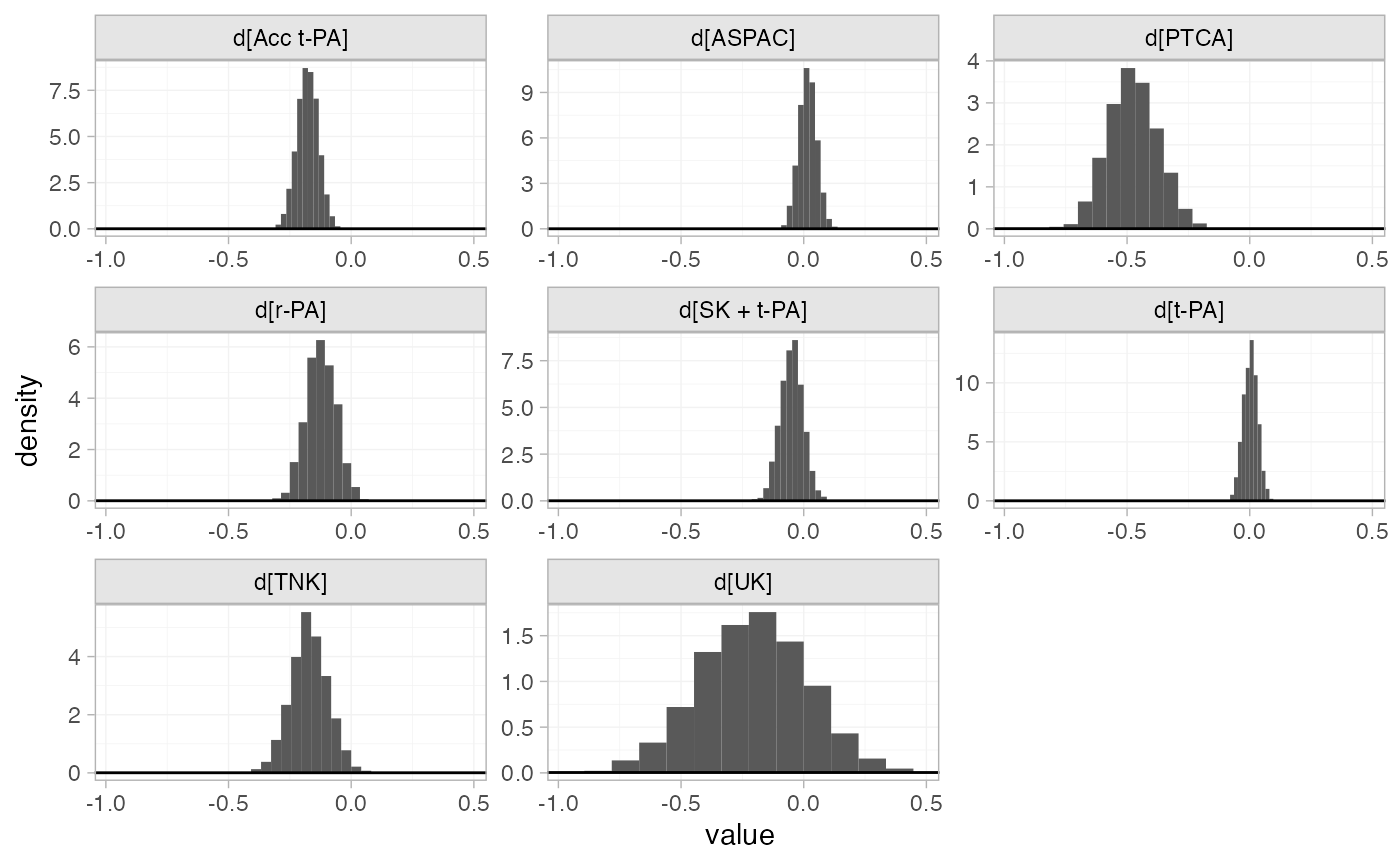 d[Acc t-PA] d[ASPAC] d[PTCA]
7.5 5.0 2.5 0.0
9 6 3 0
4 3 2 1 0
-1.0 -0.5 0.0 0.5 -1.0 -0.5 0.0 0.5 -1.0 -0.5 0.0 0.5
d[r-PA] d[SK + t-PA] d[t-PA]
density
6 4 2 0
7.5 5.0 2.5 0.0
10 5 0
-1.0 -0.5 0.0 0.5 -1.0 -0.5 0.0 0.5 -1.0 -0.5 0.0 0.5
d[TNK] d[UK]
4 2 0
1.5 1.0 0.5 0.0
-1.0 -0.5 0.0 0.5 -1.0 -0.5 0.0 0.5
value